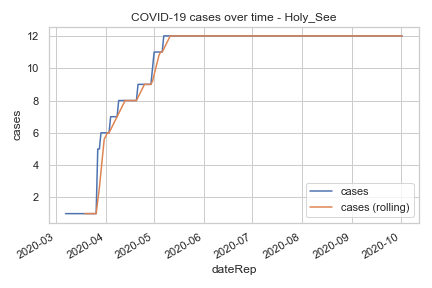 COVID-19 cases over time - Holy_See
cases
12
10
8
6
4
2
cases
cases (rolling)
2020-03
2020-04
2020-05
2020-06
2020-07
2020-08
2020-09
2020-10
dateRep